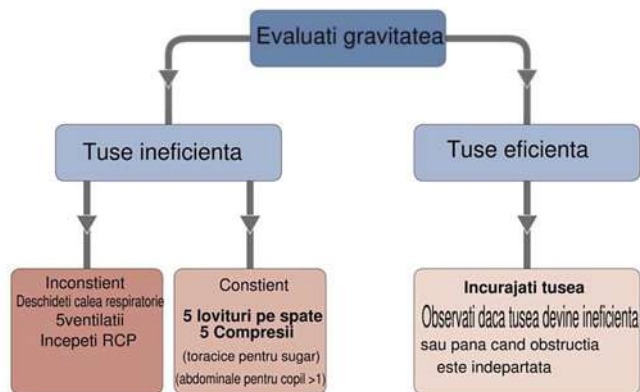 Evaluati gravitatea
Tuse ineficienta
Tuse eficienta
Inconstient
Deschideti calea respiratorie
5ventilatii
Incepeti RCP
Constient
5 lovituri pe spate
5 Compresii
(toracice pentru sugar)
(abdominale pentru copil >1)
Incurajati tusea
Observati daca tusea devine ineficienta
sau pana cand obstructia
este indepartata